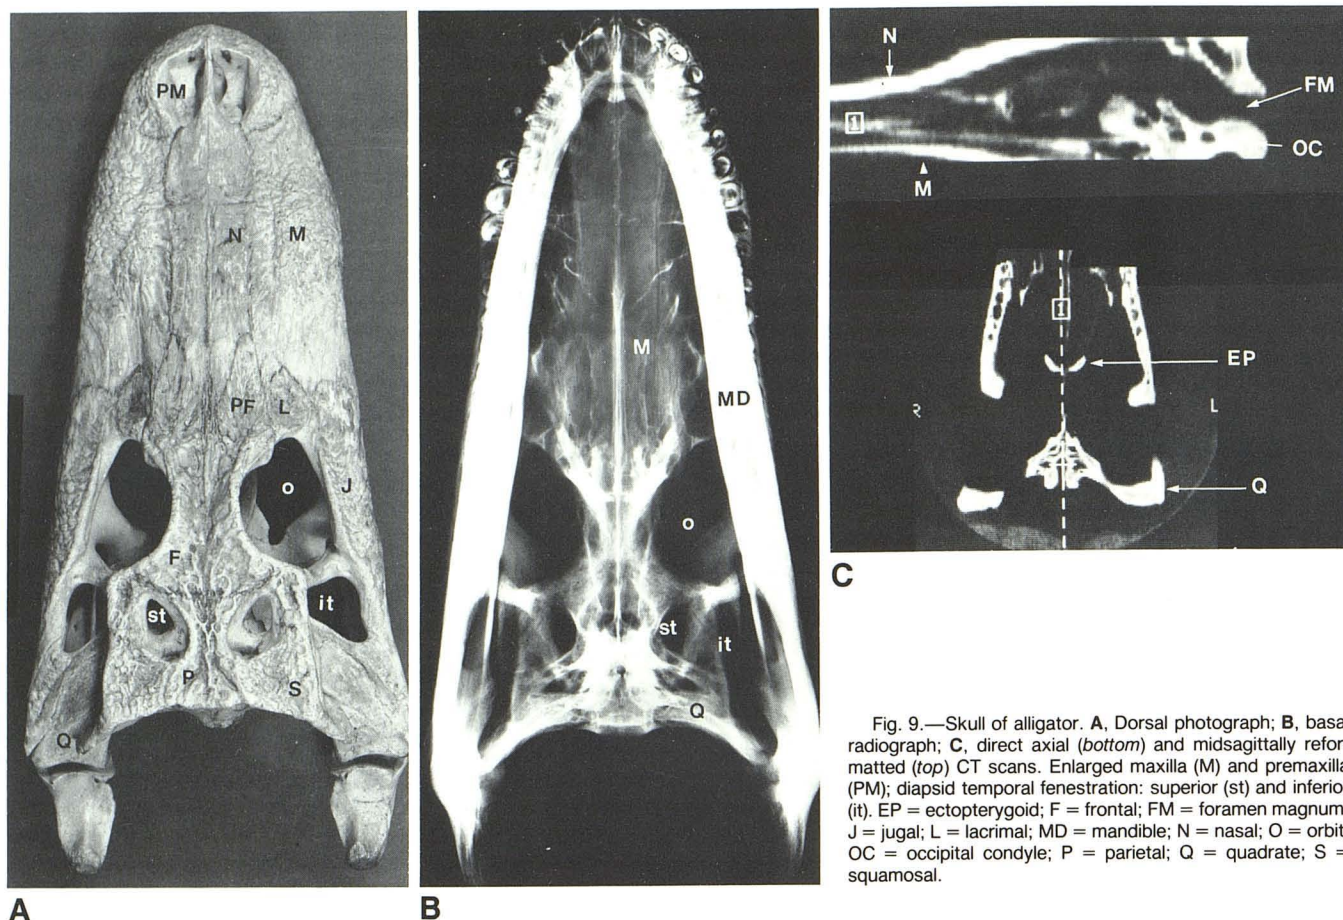 PM
N
M
PF
L
o
J
F
st
it
P
S
Q
A
M
MD
o
st
it
Q
B
N
FM
1
OC
M
1
EP
L
Q
C
Fig. 9.—Skull of alligator. A, Dorsal photograph; B, basa
radiograph; C, direct axial (bottom) and midsagittally refor
matted (top) CT scans. Enlarged maxilla (M) and premaxilla
(PM); diapsid temporal fenestration: superior (st) and inferio
(it). EP = ectopterygoid; F = frontal; FM = foramen magnum
J = jugal; L = lacrimal; MD = mandible; N = nasal; O = orbit
OC = occipital condyle; P = parietal; Q = quadrate; S =
squamosal.